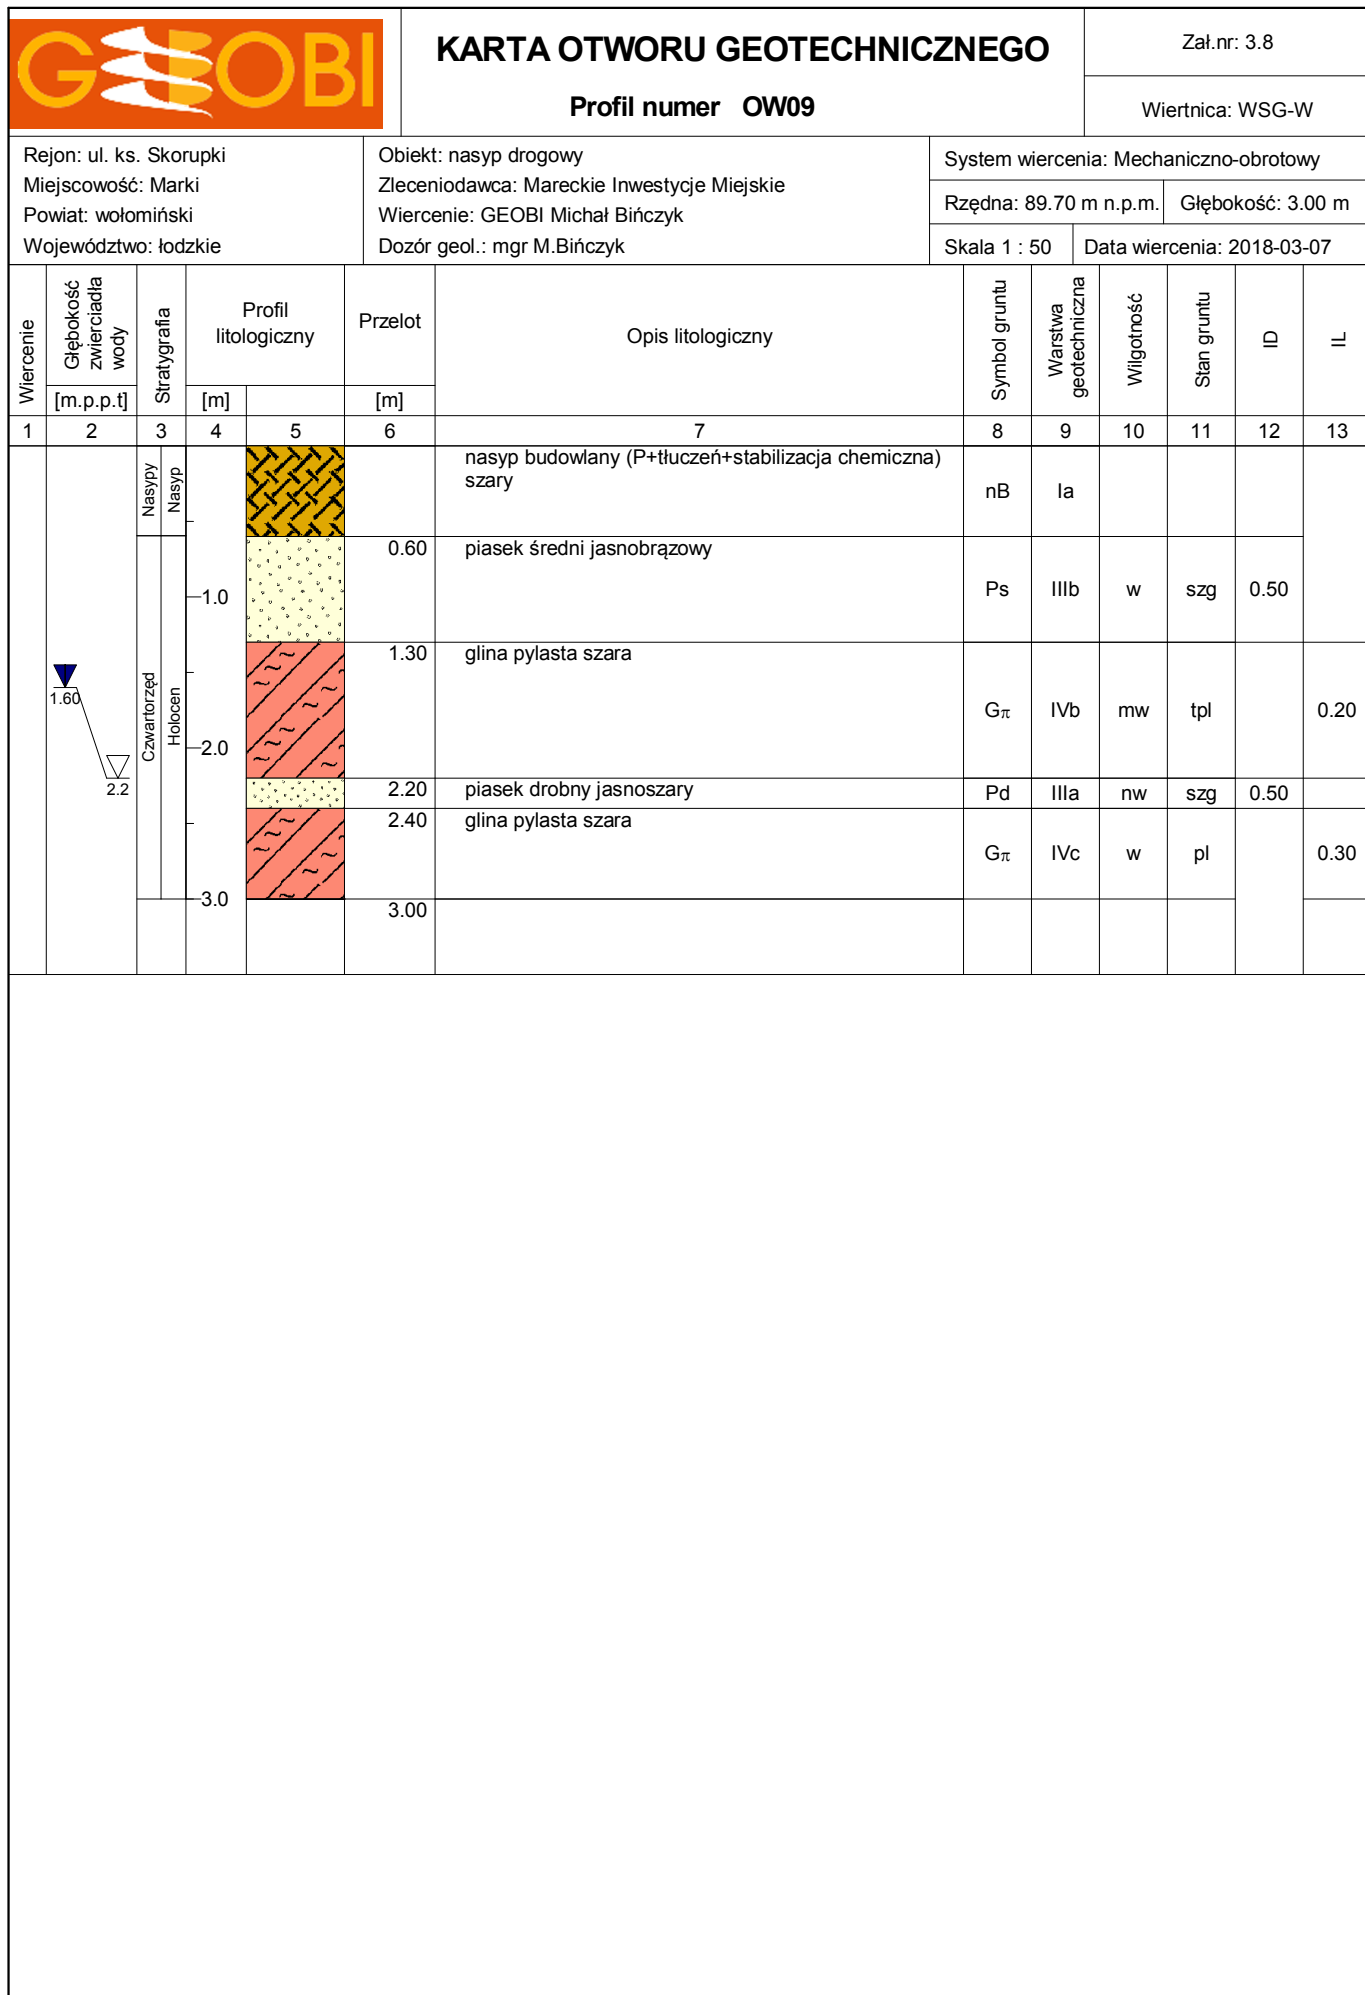 GEOBI
KARTA OTWORU GEOTECHNICZNEGO
Profil numer OW09
Zał.nr: 3.8
Wiertnica: WSG-W
Rejon: ul. ks. Skorupki
Miejscowość: Marki
Powiat: wołomiński
Województwo: łodzkie
Obiekt: nasyp drogowy
Zleceniodawca: Mareckie Inwestycje Miejskie
Wiercenie: GEOBI Michał Bińczyk
Dozór geol.: mgr M.Bińczyk
System wiercenia: Mechaniczno-obrotowy
Rzędna: 89.70 m n.p.m. Głębokość: 3.00 m
Skala 1 : 50 Data wiercenia: 2018-03-07
Wiercenie
Głębokość
zwierciadła
wody
[m.p.p.t]
Stratygrafia
Profil
litologiczny
[m]
Przelot
[m]
Opis litologiczny
Symbol gruntu
Warstwa
geotechniczna
Wilgotność
Stan gruntu
ID
IL
1 2 3 4 5 6 7 8 9 10 11 12 13
Nasypy
Nasyp
nasyp budowlany (P+tłuczeń+stabilizacja chemiczna)
szary
nB Ia
0.60 piasek średni jasnobrązowy
1.0
Ps IIIb w szg 0.50
1.30 glina pylasta szara
1.60
Czwartorzęd
Holocen
Gπ IVb mw tpl 0.20
2.0
2.2
2.20 piasek drobny jasnoszary Pd IIIa nw szg 0.50
2.40 glina pylasta szara
Gπ IVc w pl 0.30
3.0
3.00